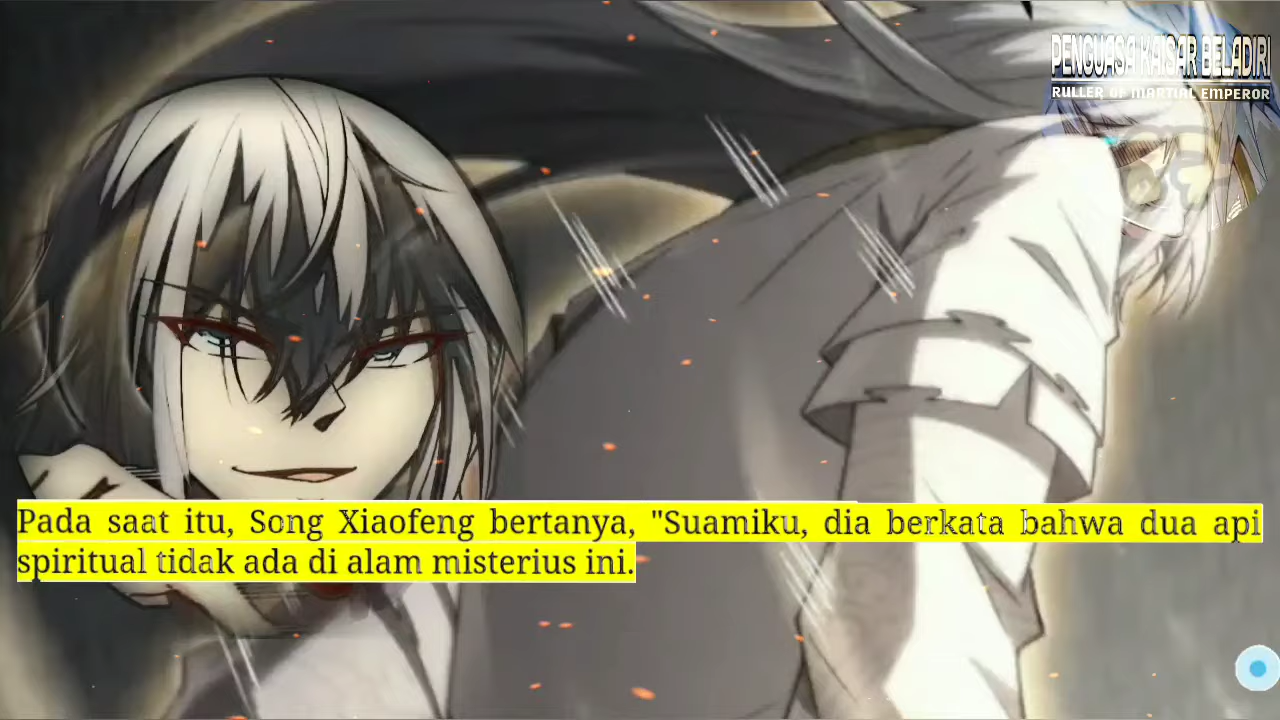 PENGUASA KAISAR BELADIRI
RULLER OF MARTIAL EMPEROR
Pada saat itu, Song Xiaofeng bertanya, "Suamiku, dia berkata bahwa dua api
spiritual tidak ada di alam misterius ini.